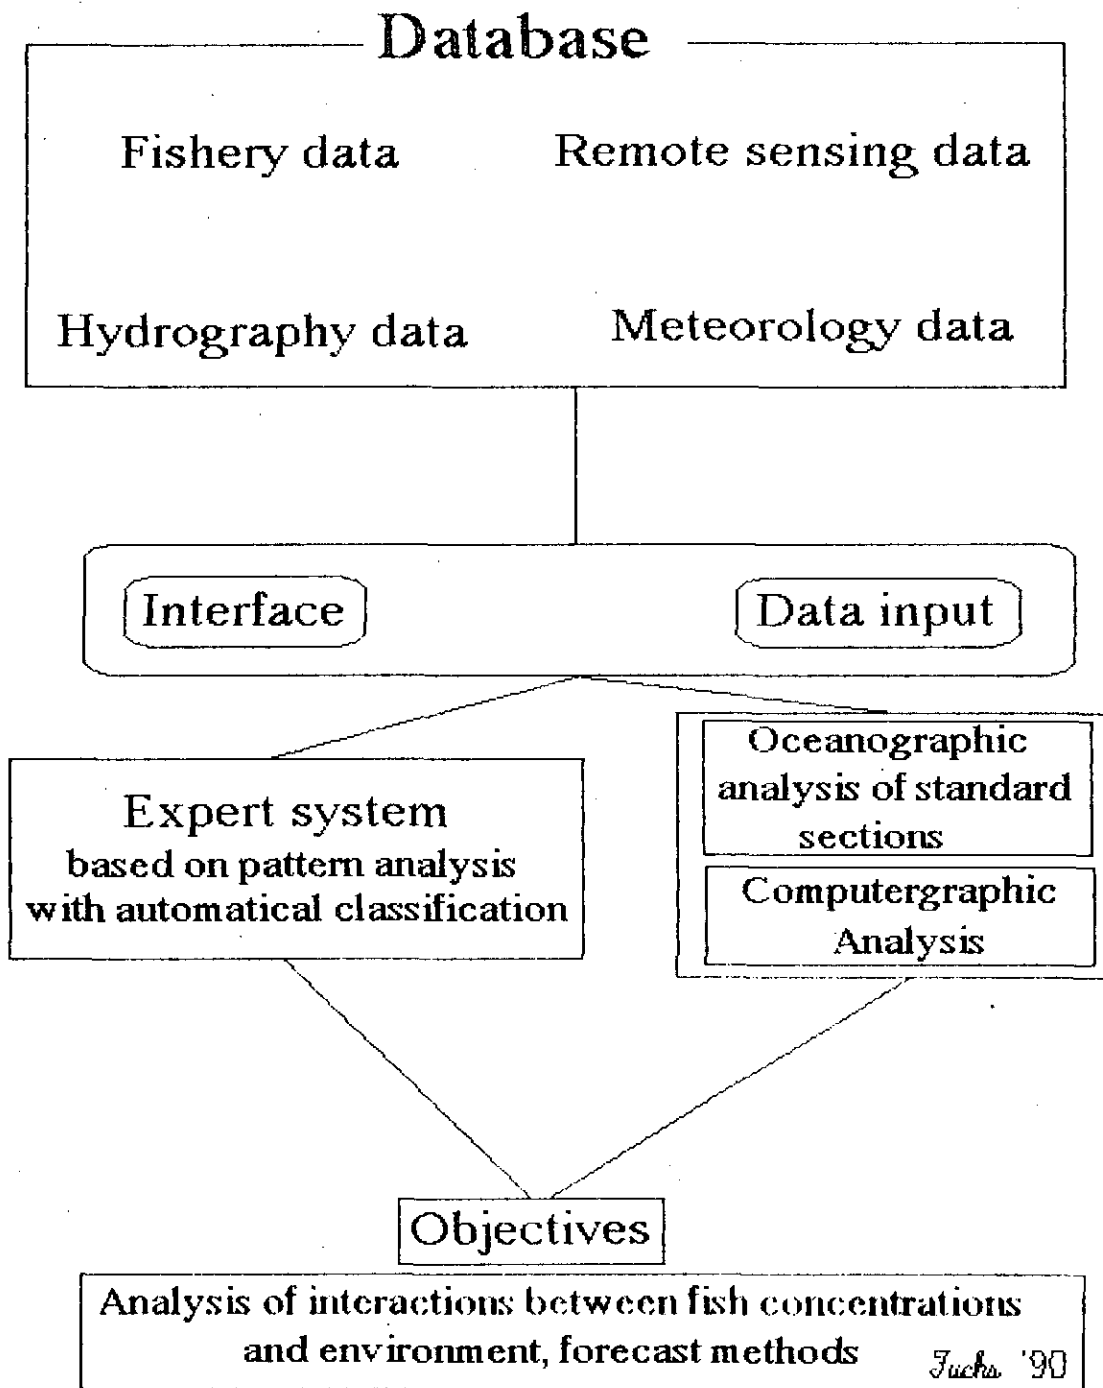 Database
Fishery data
Remote sensing data
Hydrography data
Meteorology data
Interface
Data input
Expert system
based on pattern analysis
with automatical classification
Oceanographic
analysis of standard
sections
Computergraphic
Analysis
Objectives
Analysis of interactions between fish concentrations
and environment, forecast methods
Fuchs '90